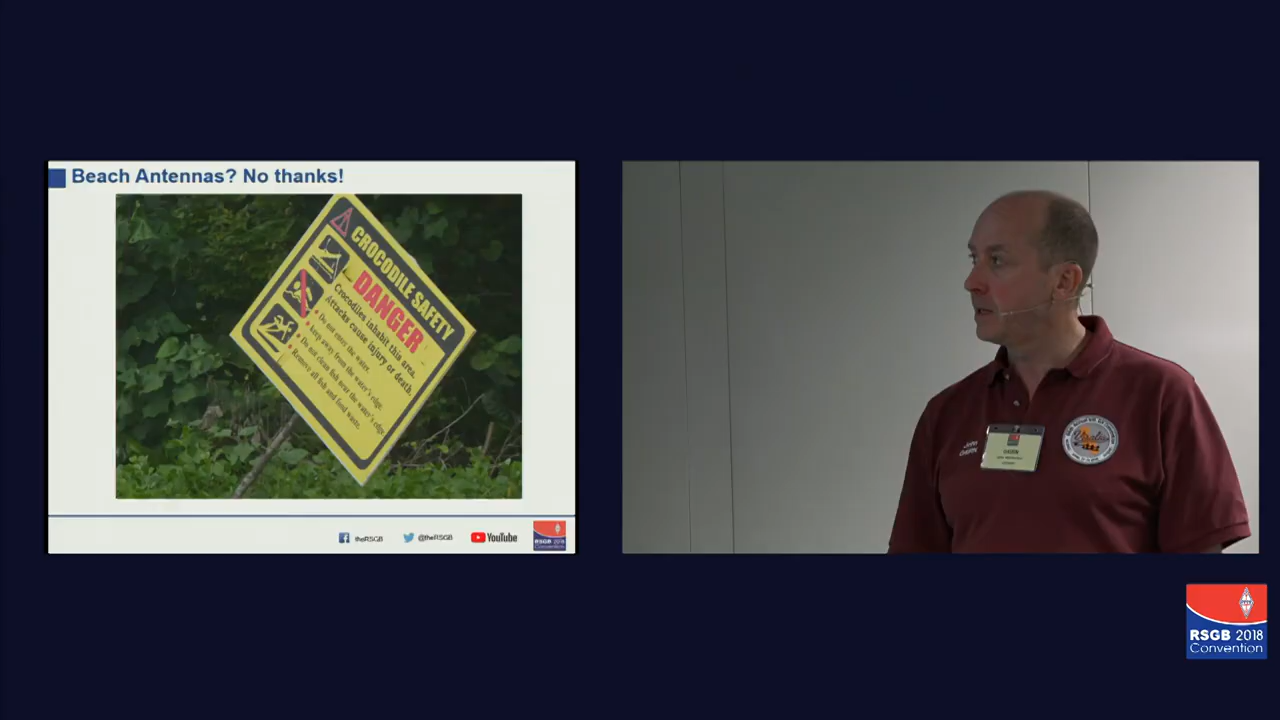 Beach Antennas? No thanks!
CROCODILE SAFETY
DANGER
Crocodiles inhabit this area.
Attacks cause injury or death.
Do not enter the water.
keep away from the water's edge.
Do not clean fish near the water's edge
Remove all fish and food waste.
theRSGB
@theRSGB
YouTube
RSGB 2018
Convention
John
RSGB 2018
Convention